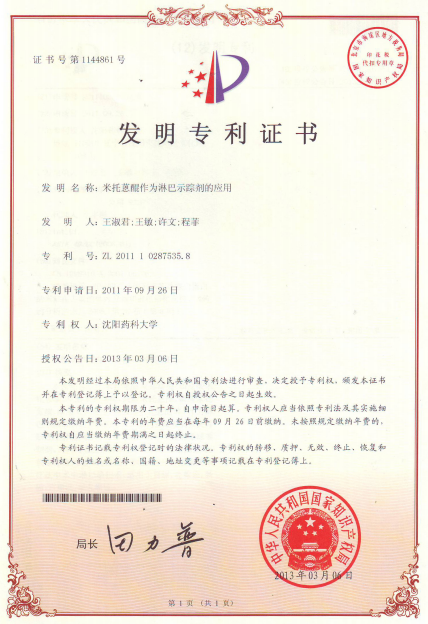 证书号第1144861号
印花税
代扣专用章
发明专利证书
发明名称：米托蒽醌作为淋巴示踪剂的应用
发明人：王淑君;王敏;许文;程菲
专利号：ZL 2011 1 0287535.8
专利申请日：2011年09月26日
专利权人：沈阳药科大学
授权公告日：2013年03月06日
本发明经过本局依照中华人民共和国专利法进行审查，决定授予专利权，颁发本证书
并在专利登记簿上予以登记。专利权自授权公告之日起生效。
本专利的专利权期限为二十年，自申请日起算。专利权人应当依照专利法及其实施细
则规定缴纳年费。本专利的年费应当在每年09月26日前缴纳。未按照规定缴纳年费的，
专利权自应当缴纳年费期满之日起终止。
专利证书记载专利权登记时的法律状况。专利权的转移、质押、无效、终止、恢复和
专利权人的姓名或名称、国籍、地址变更等事项记载在专利登记簿上。
局长 田力普
中华人民共和国国家知识产权局
2013年03月06日
第1页（共1页）